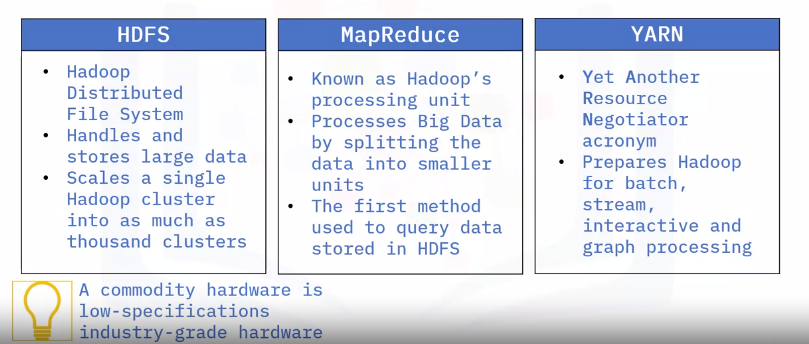 HDFS
• Hadoop
Distributed
File System
• Handles and
stores large data
• Scales a single
Hadoop cluster
into as much as
thousand clusters
MapReduce
• Known as Hadoop’s
processing unit
• Processes Big Data
by splitting the
data into smaller
units
• The first method
used to query data
stored in HDFS
YARN
• Yet Another
Resource
Negotiator
acronym
• Prepares Hadoop
for batch,
stream,
interactive and
graph processing
A commodity hardware is
low-specifications
industry-grade hardware